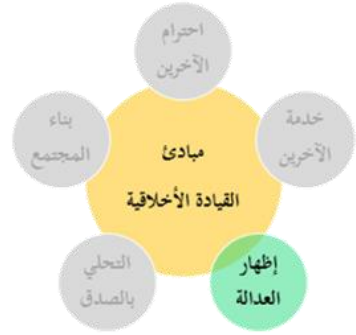 احترام
الآخرين
خدمة
الآخرين
بناء
المجتمع
مبادئ
القيادة الأخلاقية
إظهار
العدالة
التحلي
بالصدق